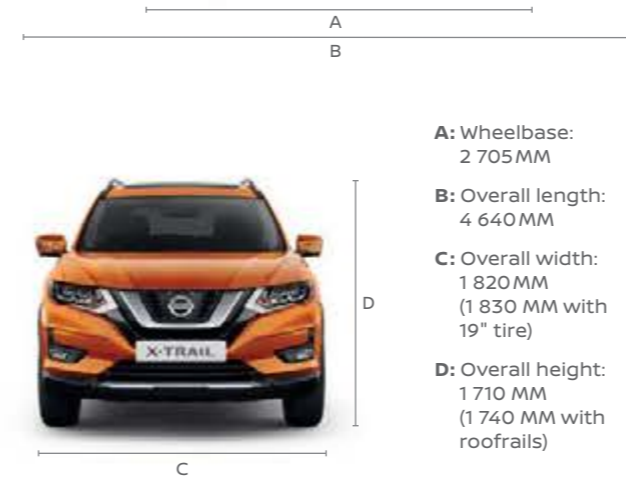 A
B
A: Wheelbase:
2 705 MM
B: Overall length:
4 640 MM
C: Overall width:
1 820 MM
(1 830 MM with
19" tire)
D: Overall height:
1 710 MM
(1 740 MM with
roofrails)
D
X-TRAIL
C